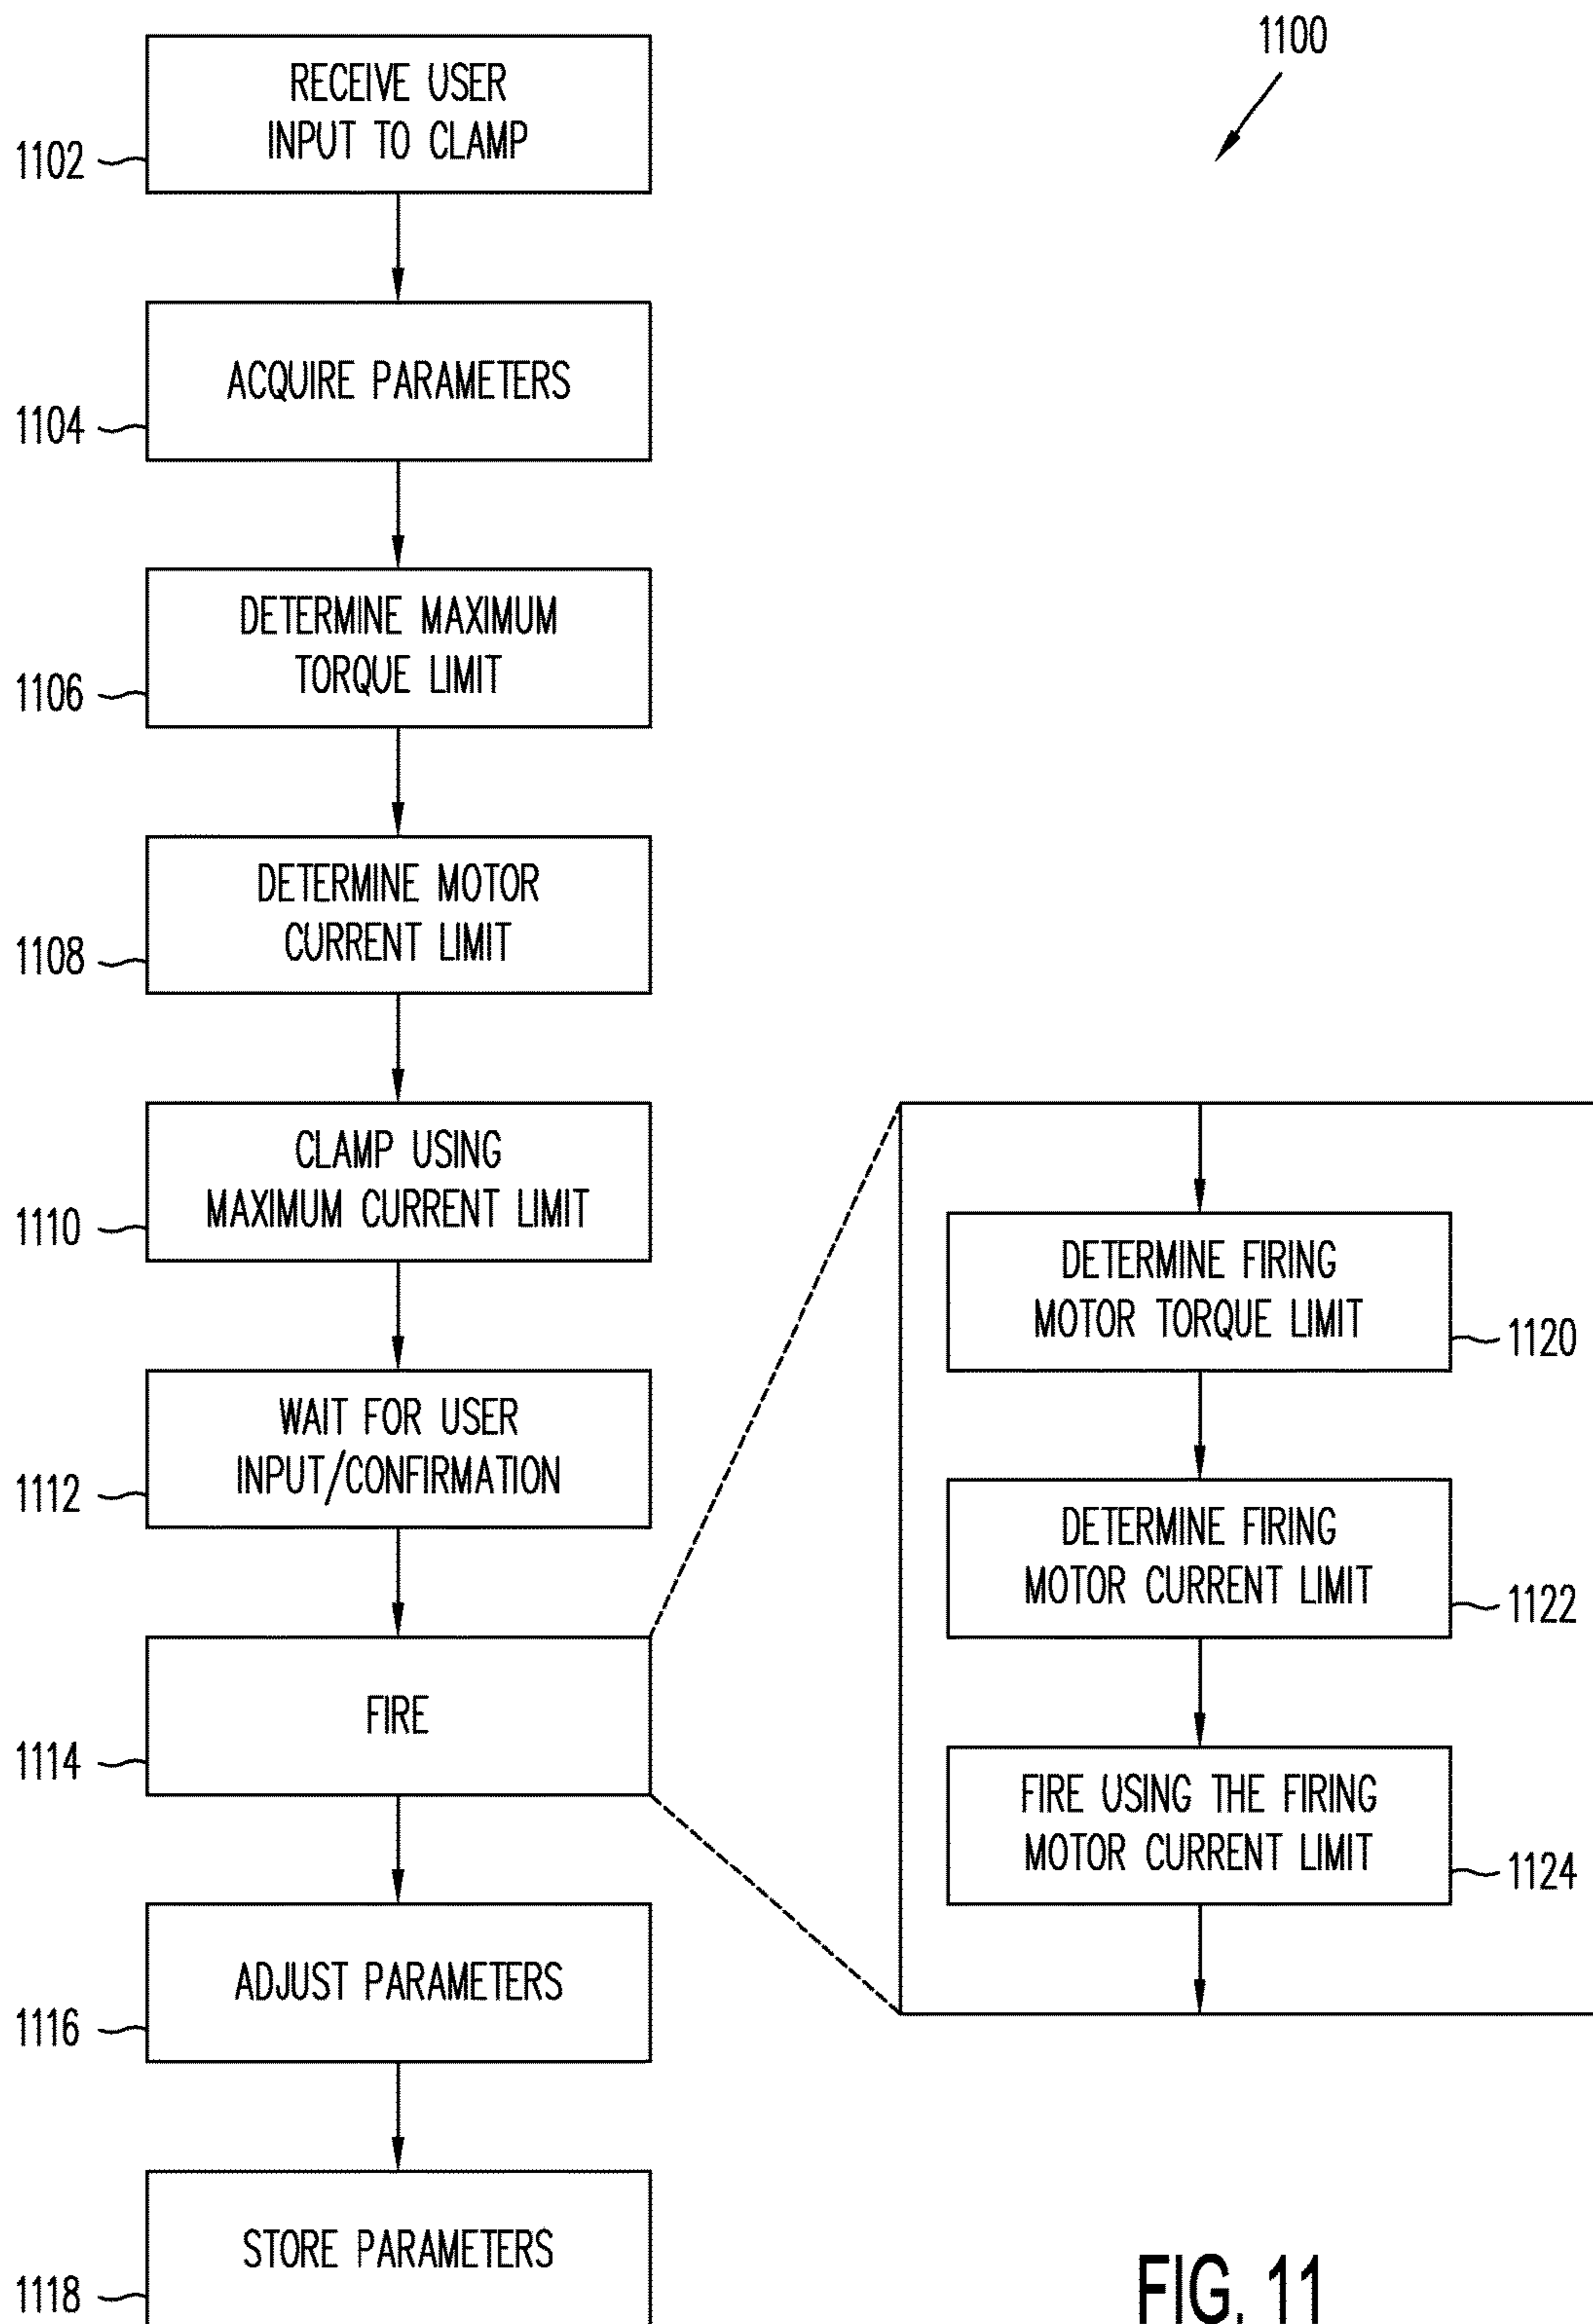 1100
RECEIVE USER
INPUT TO CLAMP
1102
ACQUIRE PARAMETERS
1104
DETERMINE MAXIMUM
TORQUE LIMIT
1106
DETERMINE MOTOR
CURRENT LIMIT
1108
CLAMP USING
MAXIMUM CURRENT LIMIT
1110
WAIT FOR USER
INPUT/CONFIRMATION
1112
FIRE
1114
ADJUST PARAMETERS
1116
STORE PARAMETERS
1118
DETERMINE FIRING
MOTOR TORQUE LIMIT
1120
DETERMINE FIRING
MOTOR CURRENT LIMIT
1122
FIRE USING THE FIRING
MOTOR CURRENT LIMIT
1124
FIG. 11